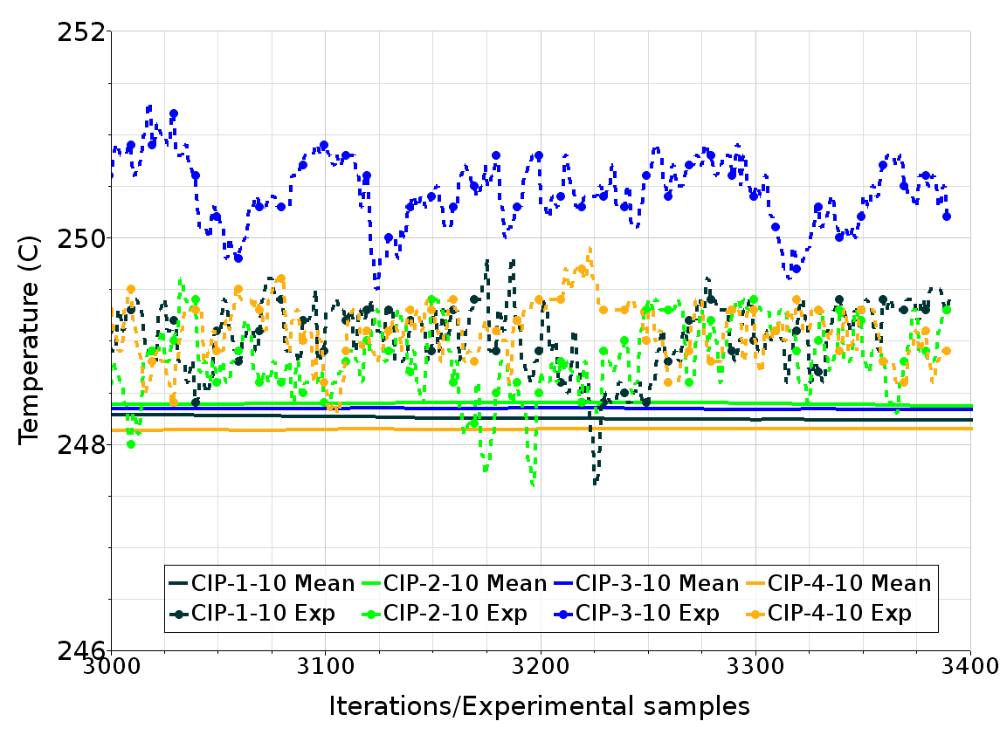 252
250
248
246
Temperature (C)
CIP-1-10 Mean CIP-2-10 Mean CIP-3-10 Mean CIP-4-10 Mean
CIP-1-10 Exp CIP-2-10 Exp CIP-3-10 Exp CIP-4-10 Exp
3000 3100 3200 3300 3400
Iterations/Experimental samples